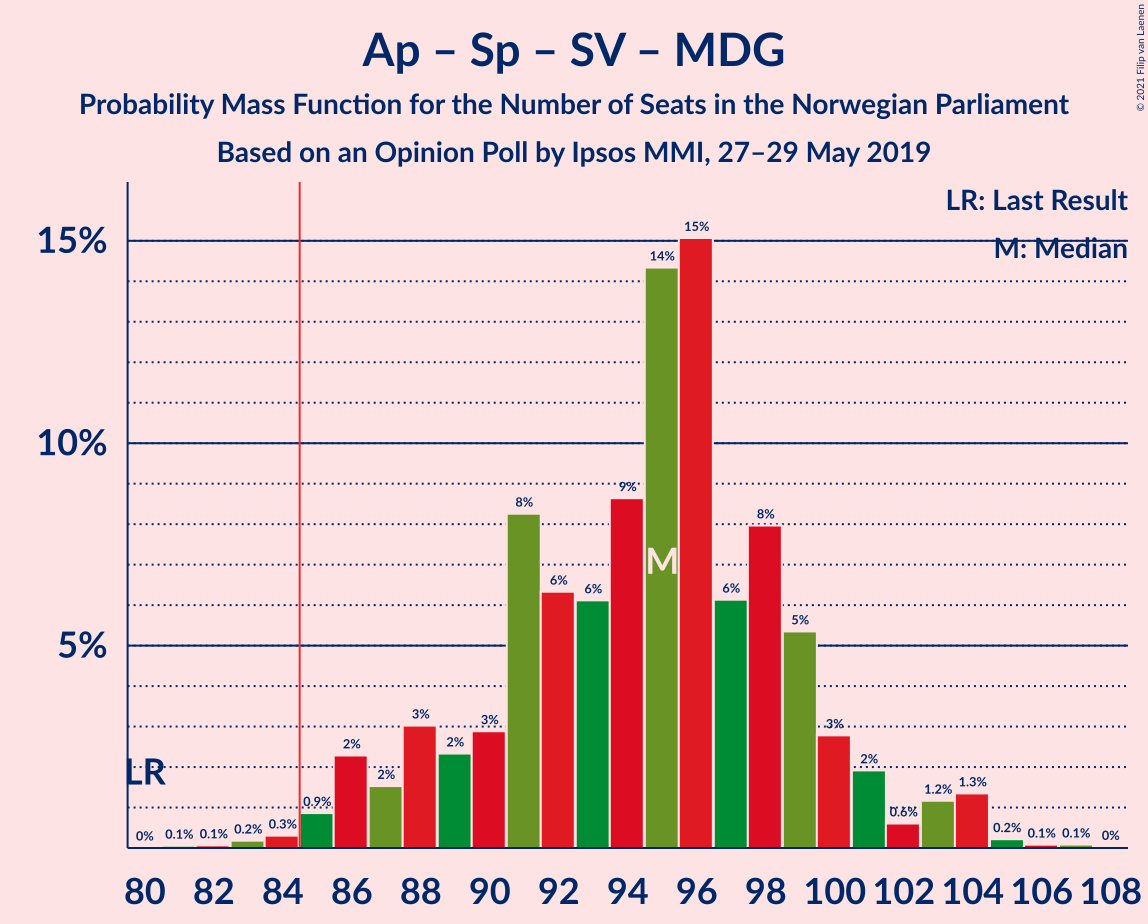 Ap – Sp – SV – MDG
Probability Mass Function for the Number of Seats in the Norwegian Parliament
Based on an Opinion Poll by Ipsos MMI, 27–29 May 2019
© 2021 Filip van Laenen
LR: Last Result
M: Median
15%
10%
5%
LR
M
0% 0.1% 0.1% 0.2% 0.3% 0.9% 2% 2% 3% 2% 3% 8% 6% 6% 9% 14% 15% 6% 8% 5% 3% 2% 0.6% 1.2% 1.3% 0.2% 0.1% 0.1% 0%
80 82 84 86 88 90 92 94 96 98 100 102 104 106 108